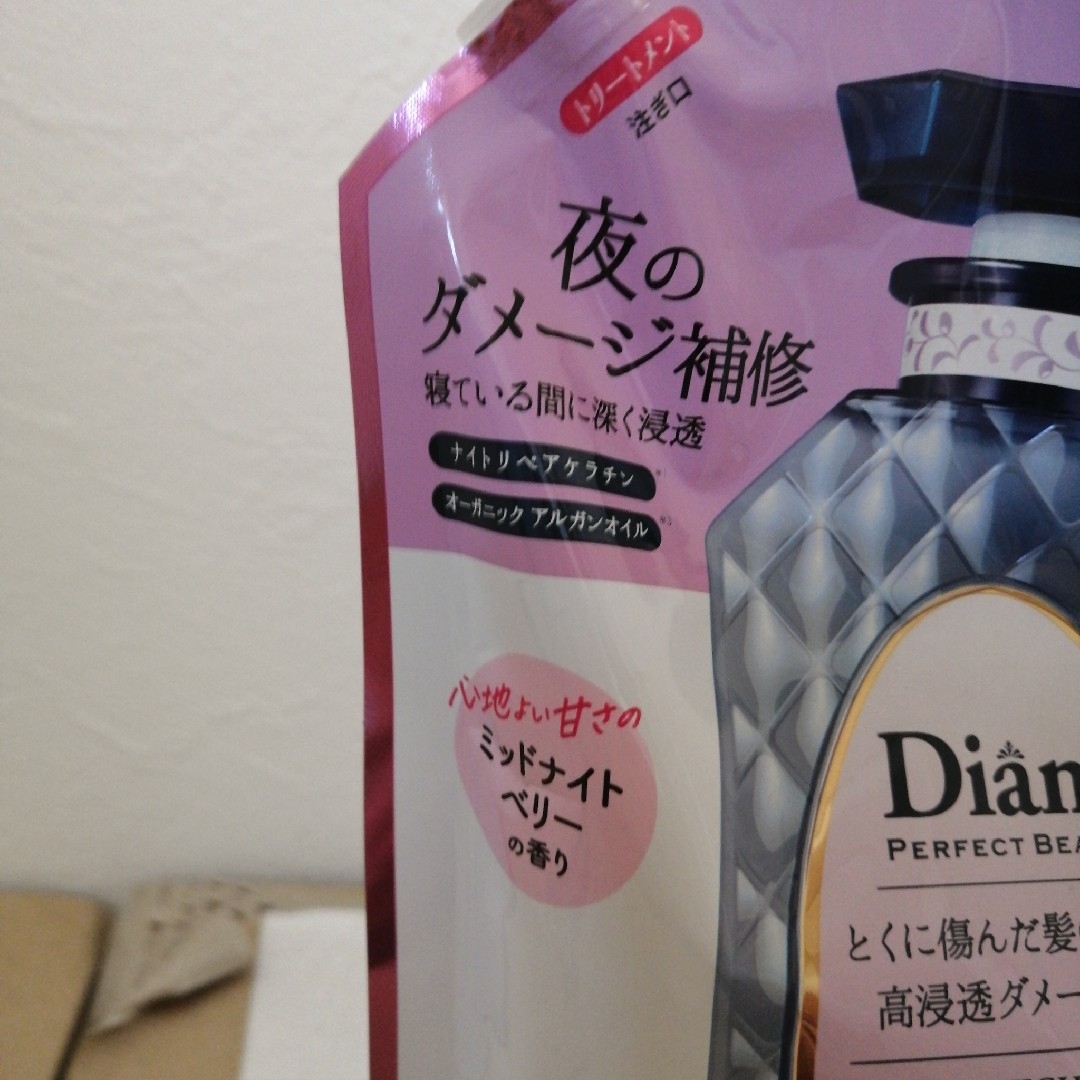 トリートメント
注ぎ口
夜の
ダメージ補修
寝ている間に深く浸透
ナイトリペアケラチン
オーガニック アルガンオイル
心地よい甘さの
ミッドナイト
ベリー
の香り
Dian
PERFECT BEA
とくに傷んだ髪
高浸透ダメー